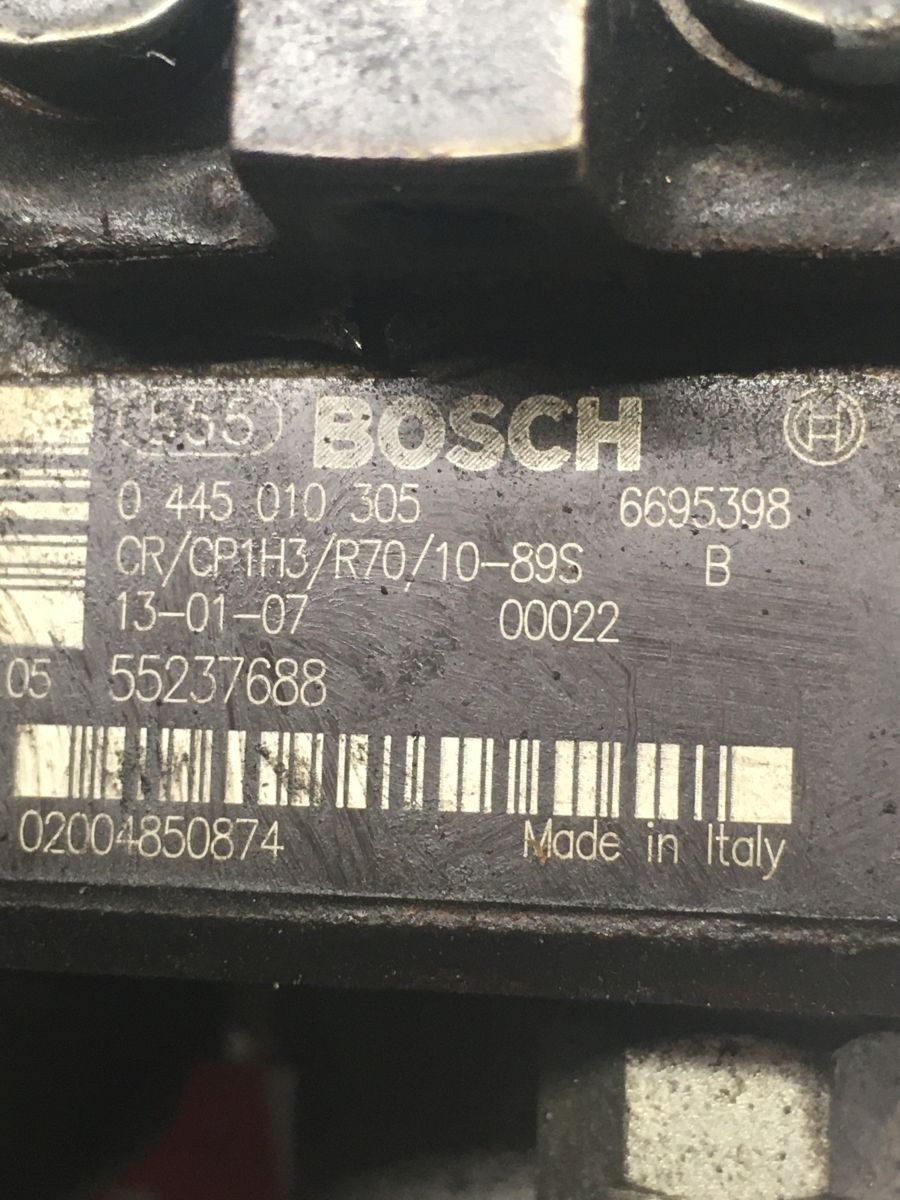 555 BOSCH
0 445 010 305 6695398
CR/CP1H3/R70/10-89S B
13-01-07 00022
05 55237688
02004850874 Made in Italy